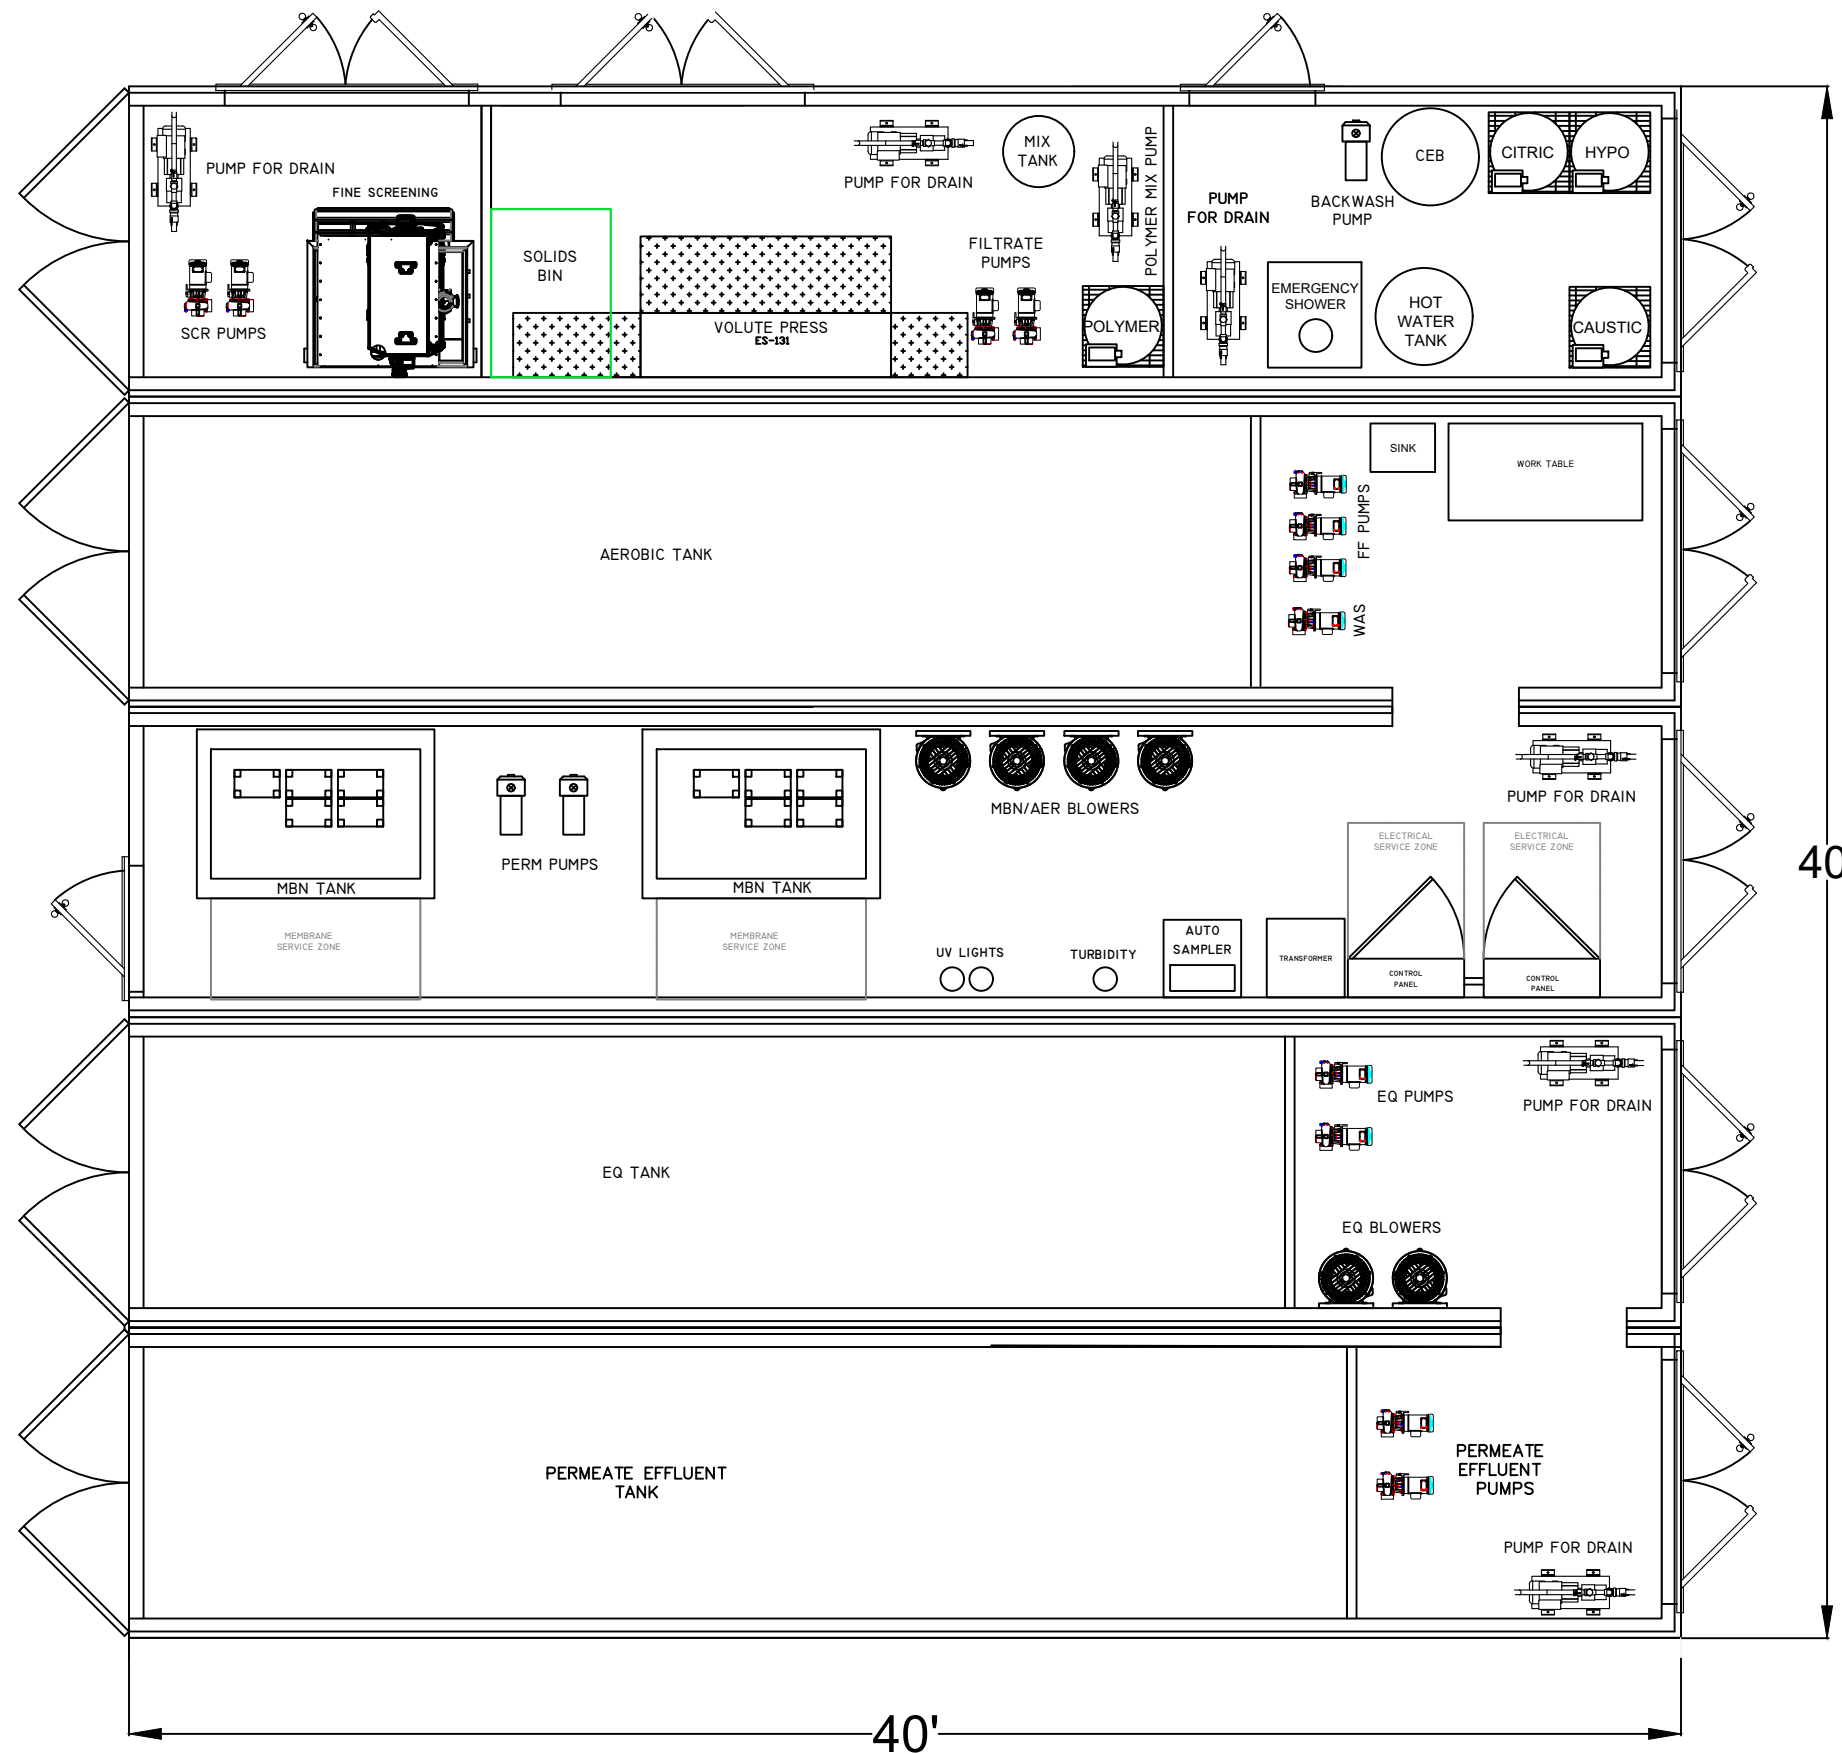 PUMP FOR DRAIN
FINE SCREENING
SCR PUMPS
SOLIDS
BIN
VOLUTE PRESS
ES-131
PUMP FOR DRAIN
MIX
TANK
FILTRATE
PUMPS
POLYMER MIX PUMP
POLYMER
PUMP
FOR DRAIN
BACKWASH
PUMP
CEB
CITRIC
HYPO
EMERGENCY
SHOWER
HOT
WATER
TANK
CAUSTIC
AEROBIC TANK
SINK
WORK TABLE
FF PUMPS
WAS
MBN TANK
MEMBRANE
SERVICE ZONE
PERM PUMPS
MBN TANK
MEMBRANE
SERVICE ZONE
MBN/AER BLOWERS
UV LIGHTS
TURBIDITY
AUTO
SAMPLER
TRANSFORMER
PUMP FOR DRAIN
ELECTRICAL
SERVICE ZONE
ELECTRICAL
SERVICE ZONE
CONTROL
PANEL
CONTROL
PANEL
40
EQ TANK
EQ PUMPS
PUMP FOR DRAIN
EQ BLOWERS
PERMEATE EFFLUENT
TANK
PERMEATE
EFFLUENT
PUMPS
PUMP FOR DRAIN
40'